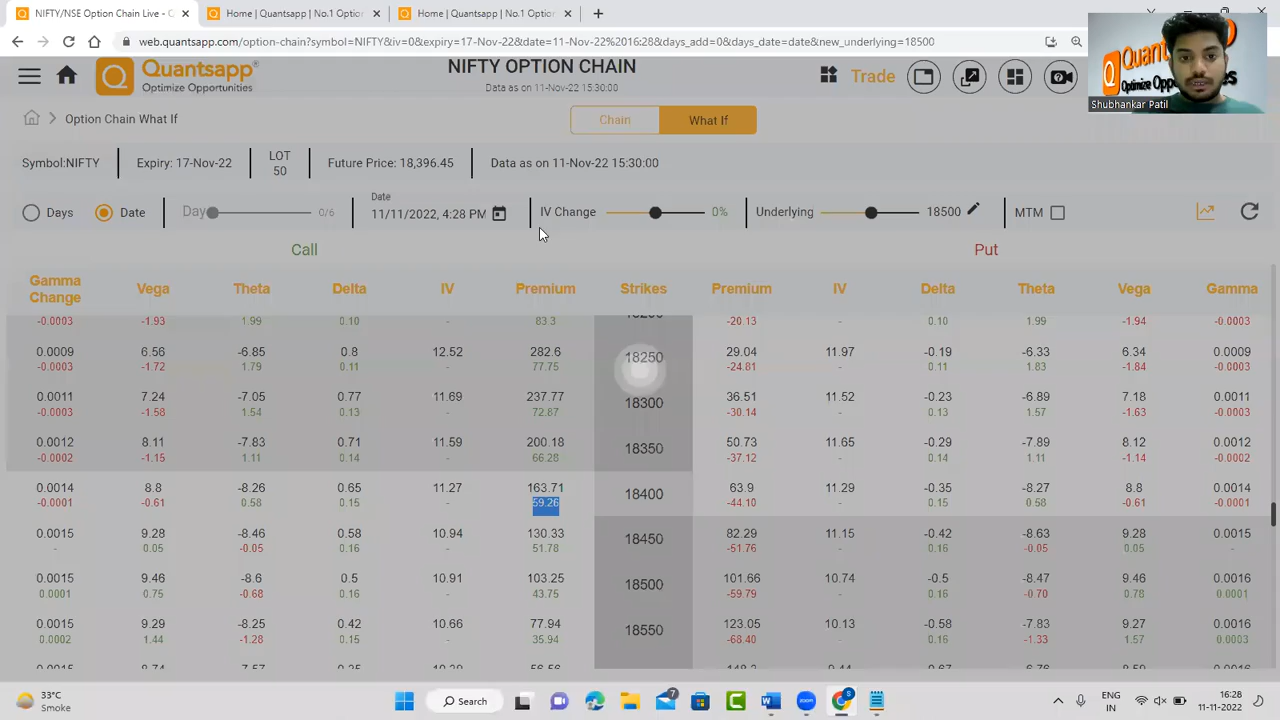 NIFTY/NSE Option Chain Live - C × Home | Quantsapp | No.1 Option × Home | Quantsapp | No.1 Option × +
web.quantsapp.com/option-chain?symbol=NIFTY&iv=0&expiry=17-Nov-22&date=11-Nov-22%2016:28&days_add=0&days_date=date&new_underlying=18500
Quantsapp
Optimize Opportunities
NIFTY OPTION CHAIN
Data as on 11-Nov-22 15:30:00
Trade
Shubhankar Patil
> Option Chain What If
Chain What If
Symbol:NIFTY Expiry: 17-Nov-22 LOT 50 Future Price: 18,396.45 Data as on 11-Nov-22 15:30:00
Days Date Day 0/6 Date 11/11/2022, 4:28 PM IV Change 0% Underlying 18500 MTM
Call Put
Gamma Change Vega Theta Delta IV Premium Strikes Premium IV Delta Theta Vega Gamma
-0.0003 -1.93 1.99 0.10 - 83.3 -20.13 - 0.10 1.99 -1.94 -0.0003
0.0009 6.56 -6.85 0.8 12.52 282.6 18250 29.04 11.97 -0.19 -6.33 6.34 0.0009
-0.0003 -1.72 1.79 0.11 - 77.75 -24.81 - 0.11 1.83 -1.84 -0.0003
0.0011 7.24 -7.05 0.77 11.69 237.77 18300 36.51 11.52 -0.23 -6.89 7.18 0.0011
-0.0003 -1.58 1.54 0.13 - 72.87 -30.14 - 0.13 1.57 -1.63 -0.0003
0.0012 8.11 -7.83 0.71 11.59 200.18 18350 50.73 11.65 -0.29 -7.89 8.12 0.0012
-0.0002 -1.15 1.11 0.14 - 66.28 -37.12 - 0.14 1.11 -1.14 -0.0002
0.0014 8.8 -8.26 0.65 11.27 163.71 18400 63.9 11.29 -0.35 -8.27 8.8 0.0014
-0.0001 -0.61 0.58 0.15 - 59.26 -44.10 - 0.15 0.58 -0.61 -0.0001
0.0015 9.28 -8.46 0.58 10.94 130.33 18450 82.29 11.15 -0.42 -8.63 9.28 0.0015
- 0.05 -0.05 0.16 - 51.78 -51.76 - 0.16 -0.05 0.05 -
0.0015 9.46 -8.6 0.5 10.91 103.25 18500 101.66 10.74 -0.5 -8.47 9.46 0.0016
0.0001 0.75 -0.68 0.16 - 43.75 -59.79 - 0.16 -0.70 0.78 0.0001
0.0015 9.29 -8.25 0.42 10.66 77.94 18550 123.05 10.13 -0.58 -7.83 9.27 0.0016
0.0002 1.44 -1.28 0.15 - 35.94 -68.40 - 0.16 -1.33 1.57 0.0003
33°C
Smoke
Search
7
ENG
IN
16:28
11-11-2022